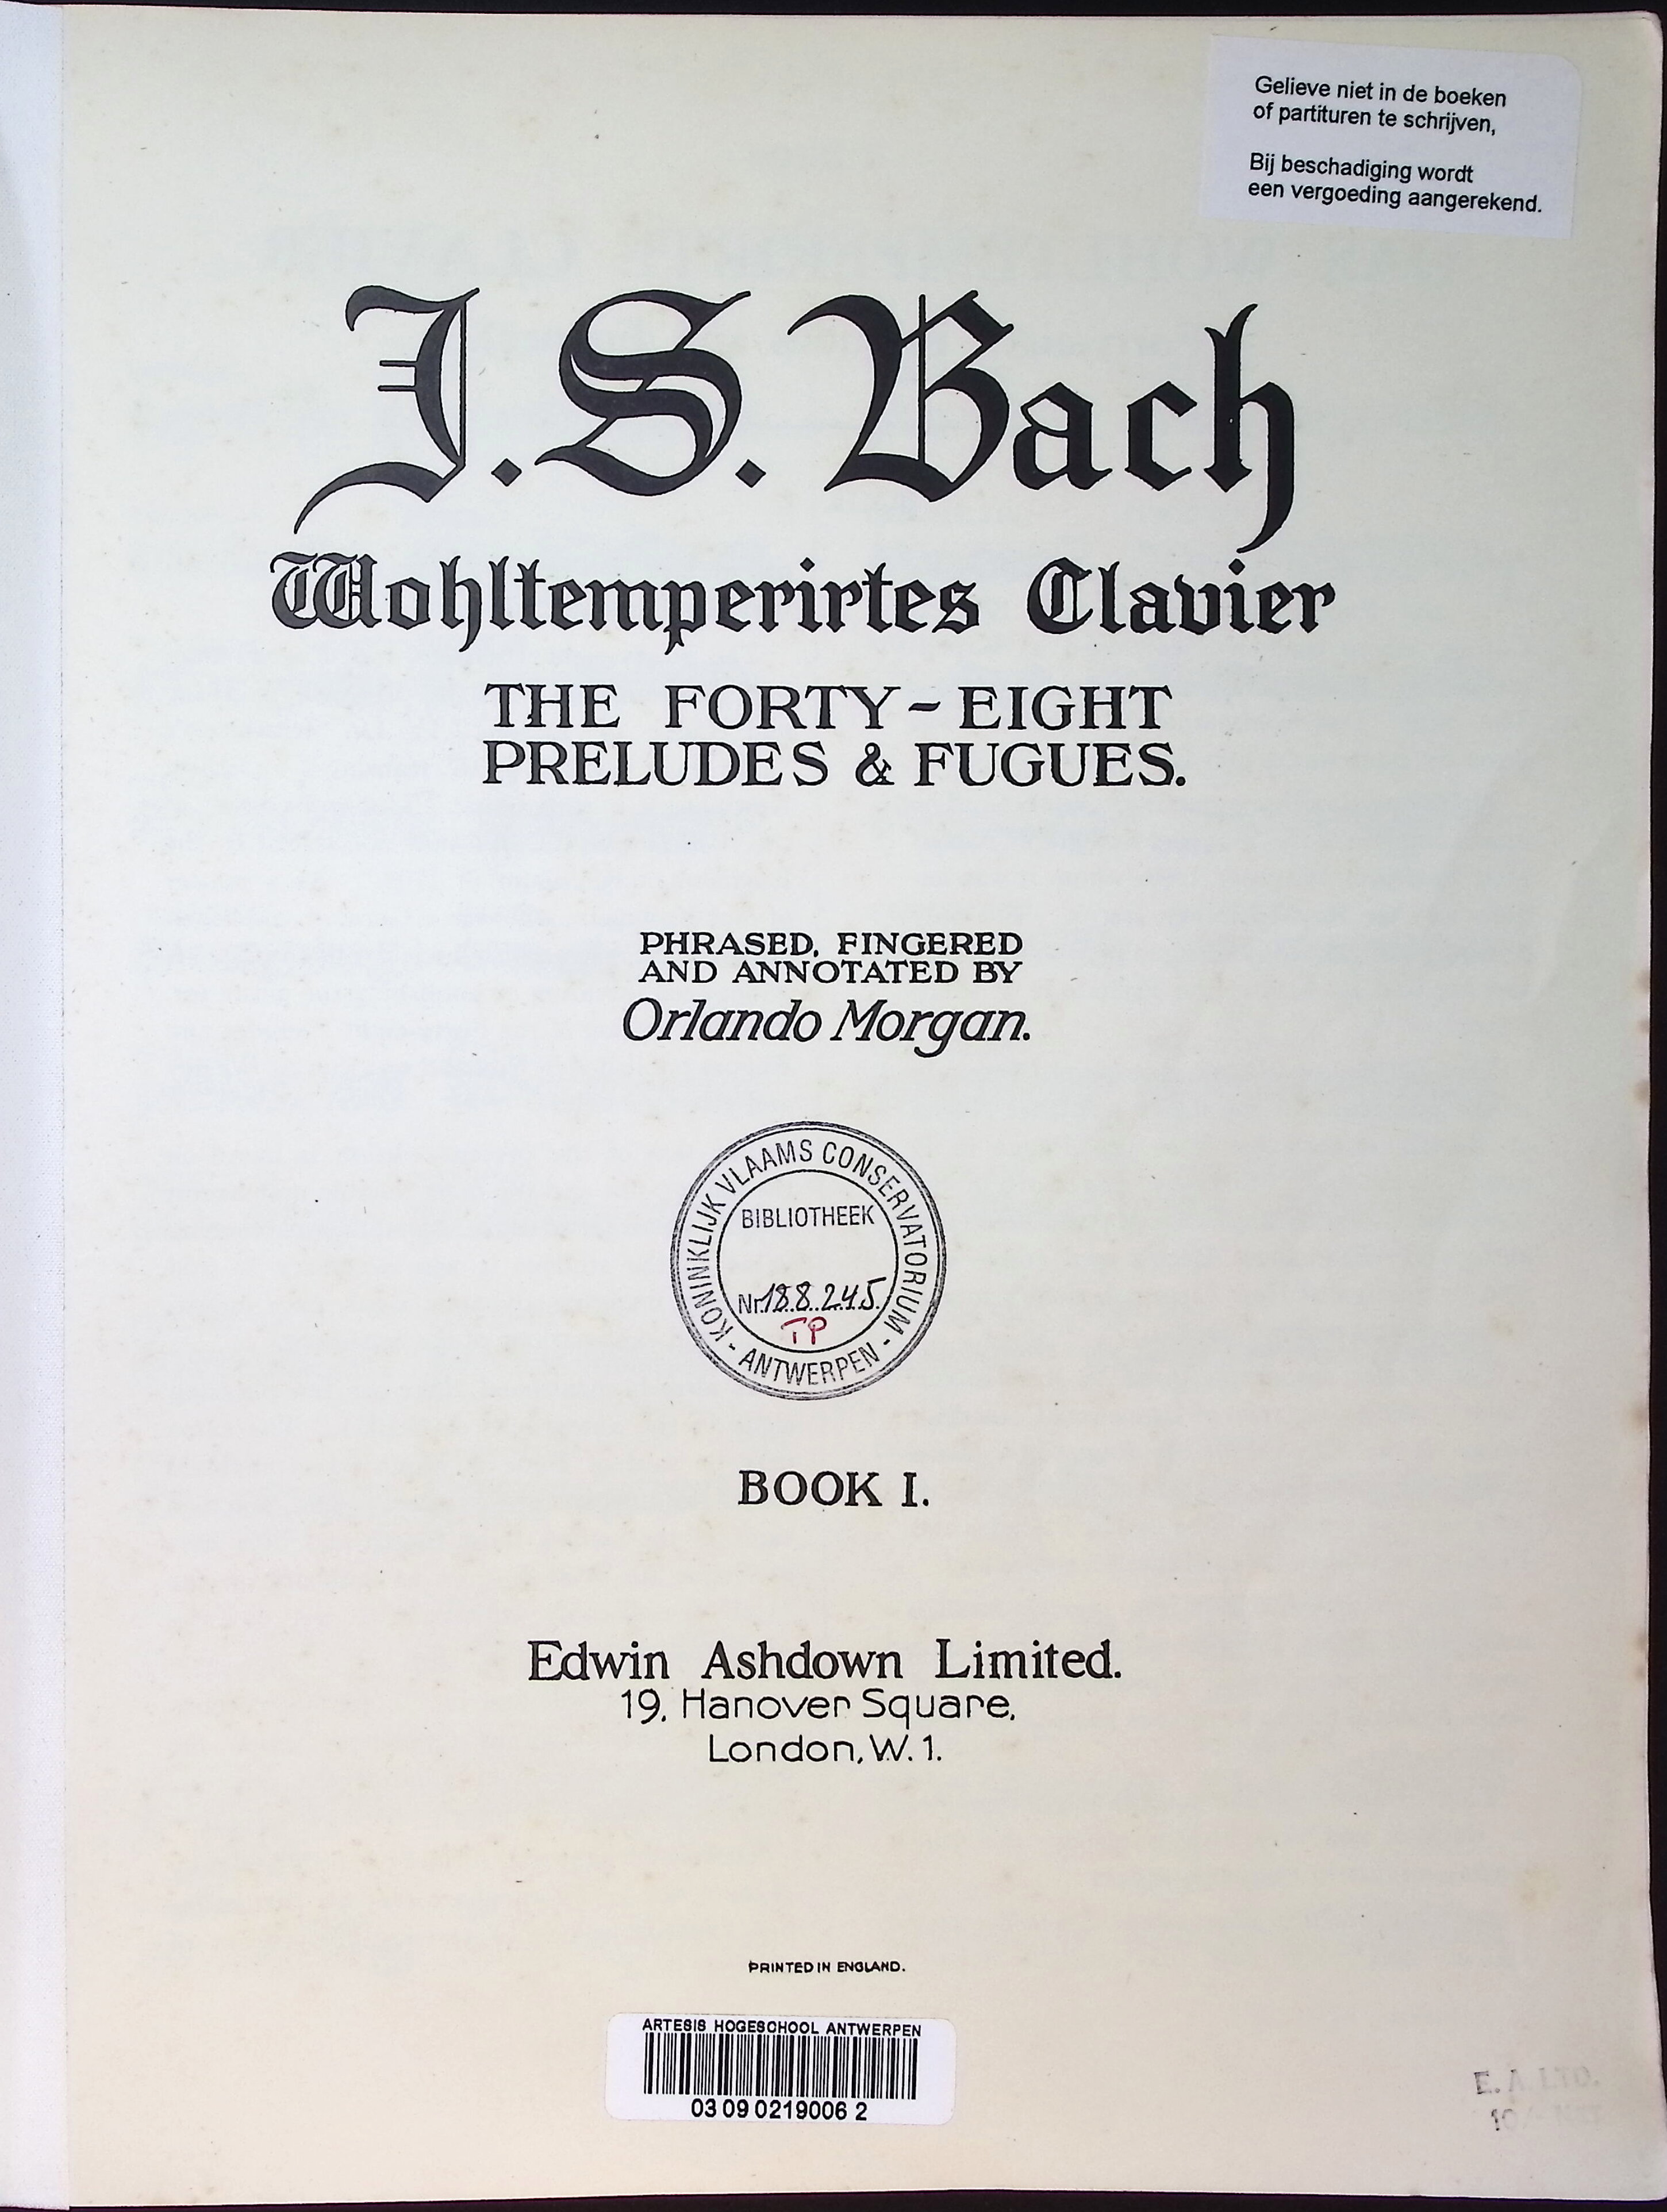 Gelieve niet in de boeken
of partituren te schrijven,
Bij beschadiging wordt
een vergoeding aangerekend.
J. S. Bach
Wohltemperirtes Clavier
THE FORTY-EIGHT
PRELUDES & FUGUES.
PHRASED, FINGERED
AND ANNOTATED BY
Orlando Morgan.
KONINKLIJK VLAAMS CONSERVATORIUM - ANTWERPEN -
BIBLIOTHEEK
Nr. 188.245.
TP
BOOK I.
Edwin Ashdown Limited.
19, Hanover Square,
London, W. 1.
PRINTED IN ENGLAND.
ARTESIS HOGESCHOOL ANTWERPEN
03 09 0219006 2
E. A. LTD.